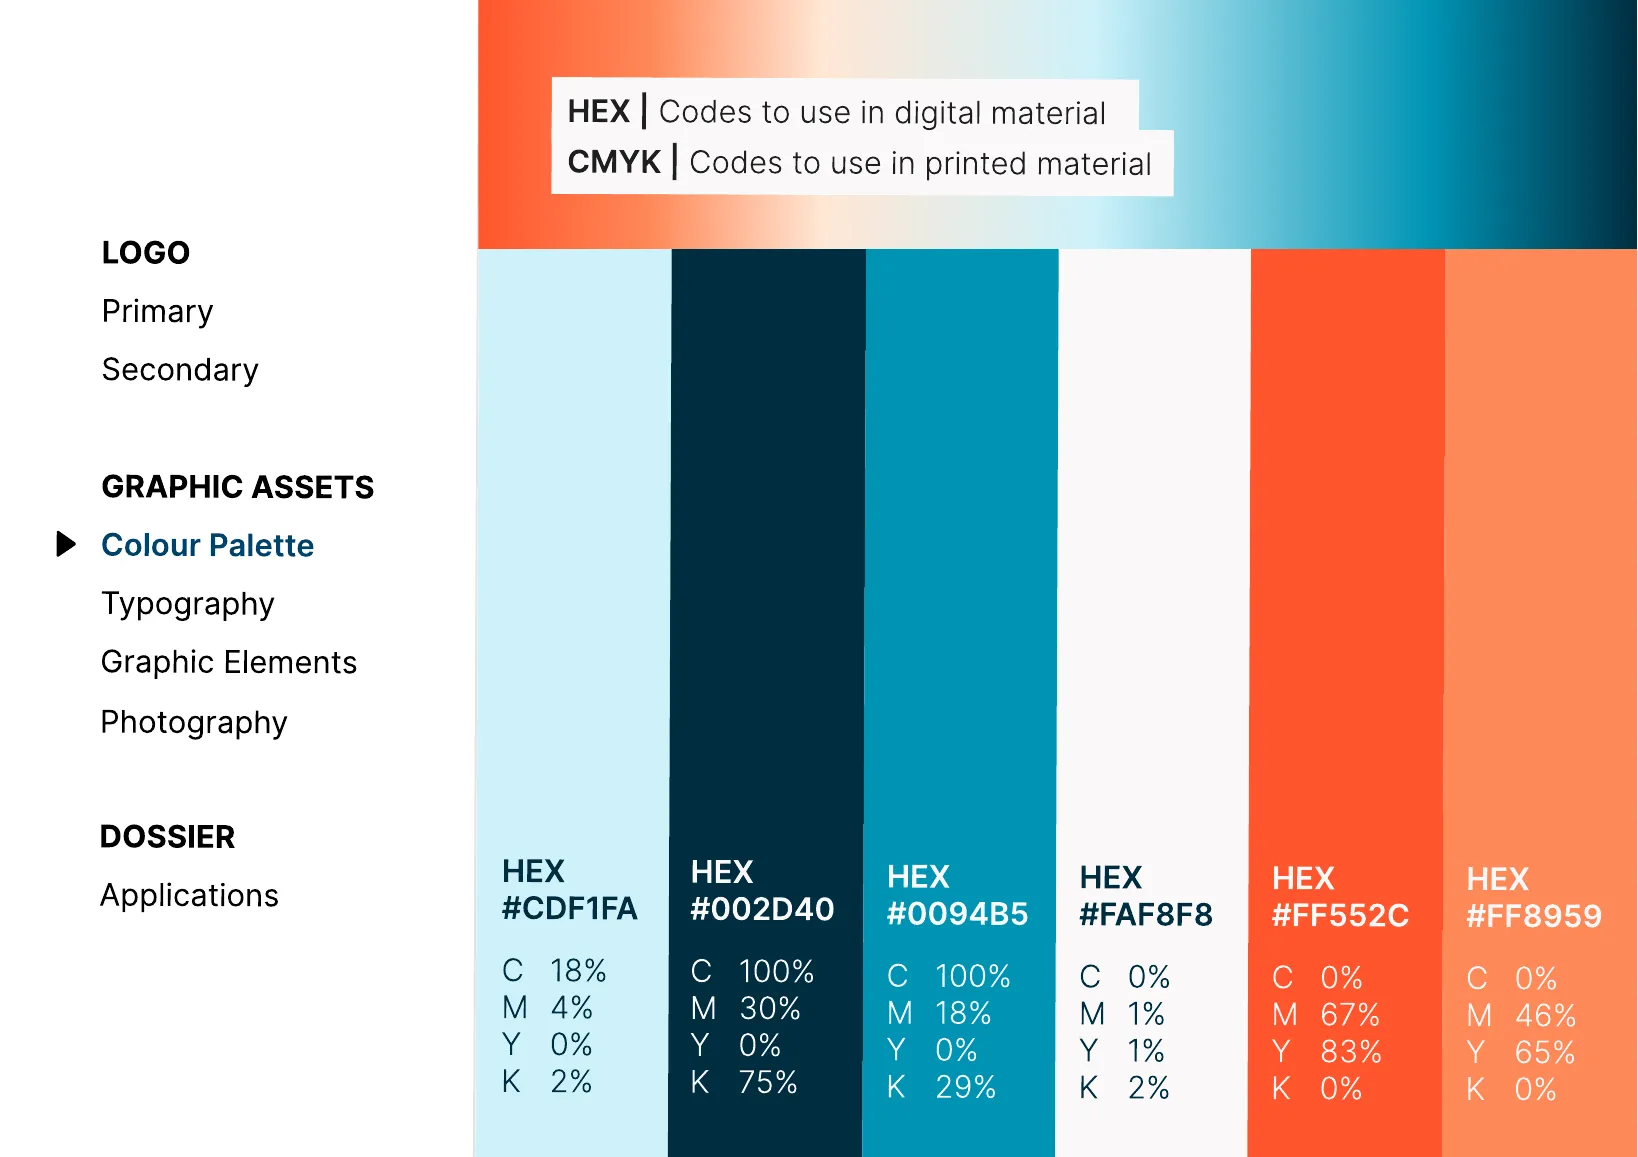 LOGO
Primary
Secondary
GRAPHIC ASSETS
Colour Palette
Typography
Graphic Elements
Photography
DOSSIER
Applications
HEX | Codes to use in digital material
CMYK | Codes to use in printed material
HEX
#CDF1FA
C 18%
M 4%
Y 0%
K 2%
HEX
#002D40
C 100%
M 30%
Y 0%
K 75%
HEX
#0094B5
C 100%
M 18%
Y 0%
K 29%
HEX
#FAF8F8
C 0%
M 1%
Y 1%
K 2%
HEX
#FF552C
C 0%
M 67%
Y 83%
K 0%
HEX
#FF8959
C 0%
M 46%
Y 65%
K 0%